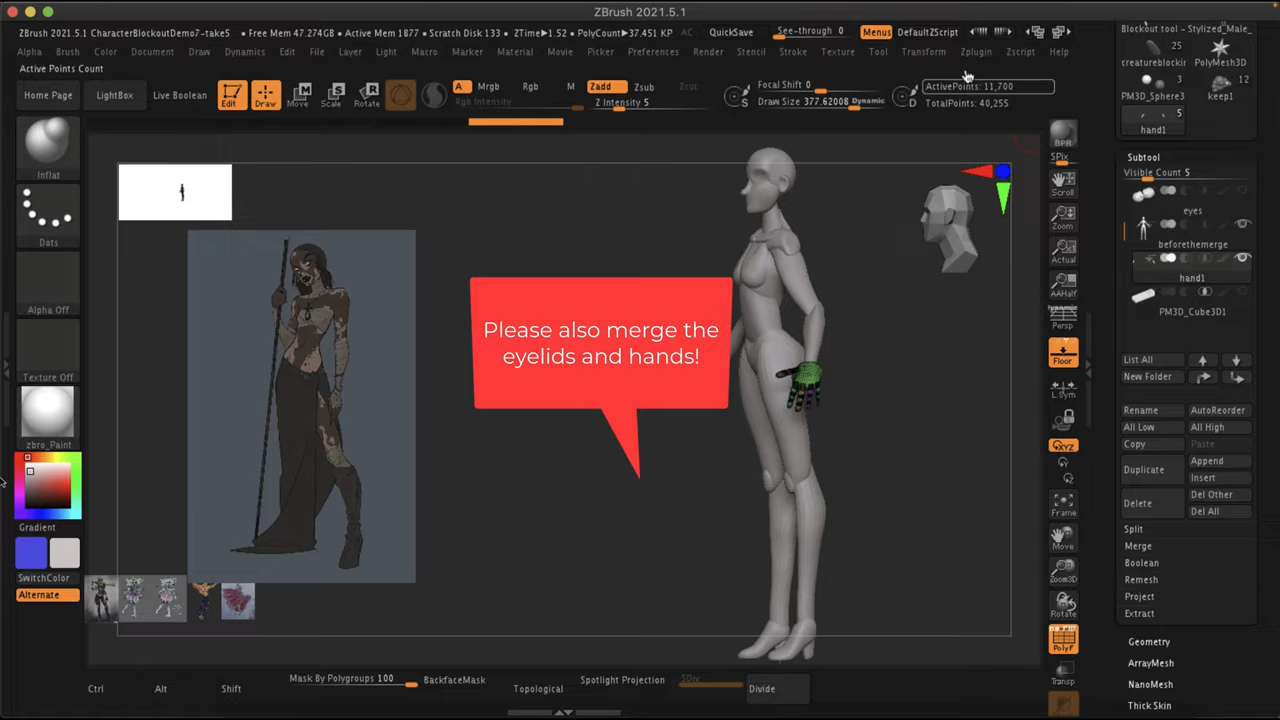 ZBrush 2021.5.1
ZBrush 2021.5.1 CharacterBlockoutDemo7-take5 • Free Mem 47.274GB • Active Mem 1877 • Scratch Disk 133 • ZTime▶1.52 • PolyCount▶37.451 KP AC QuickSave See-through 0 Menus DefaultZScript
Alpha Brush Color Document Draw Dynamics Edit File Layer Light Macro Marker Material Movie Picker Preferences Render Stencil Stroke Texture Tool Transform Zplugin Zscript Help
Active Points Count
Home Page LightBox Live Boolean Edit Draw Move Scale Rotate
A Mrgb Rgb M Zadd Zsub Zcut
Rgb Intensity Z Intensity 5
Focal Shift 0
Draw Size 377.62008 Dynamic
S
D
ActivePoints: 11,700
TotalPoints: 40,255
Inflat
Dots
Alpha Off
Texture Off
zbro_Paint
Gradient
SwitchColor
Alternate
Please also merge the
eyelids and hands!
BPR
SPix
Scroll
Zoom
Actual
AAHalf
Dynamic
Persp
Floor
L.Sym
XYZ
Frame
Move
Zoom3D
Rotate
PolyF
Transp
Blockout tool - Stylized_Male_
25
creatureblockir PolyMesh3D
3 12
PM3D_Sphere3 keep1
5
hand1
Subtool
Visible Count 5
eyes
beforethemerge
hand1
PM3D_Cube3D1
List All
New Folder
Rename AutoReorder
All Low All High
Copy Paste
Duplicate Append
Insert
Delete Del Other
Del All
Split
Merge
Boolean
Remesh
Project
Extract
Geometry
ArrayMesh
NanoMesh
Thick Skin
Ctrl Alt Shift Mask By Polygroups 100 BackfaceMask Topological Spotlight Projection SDiv Divide